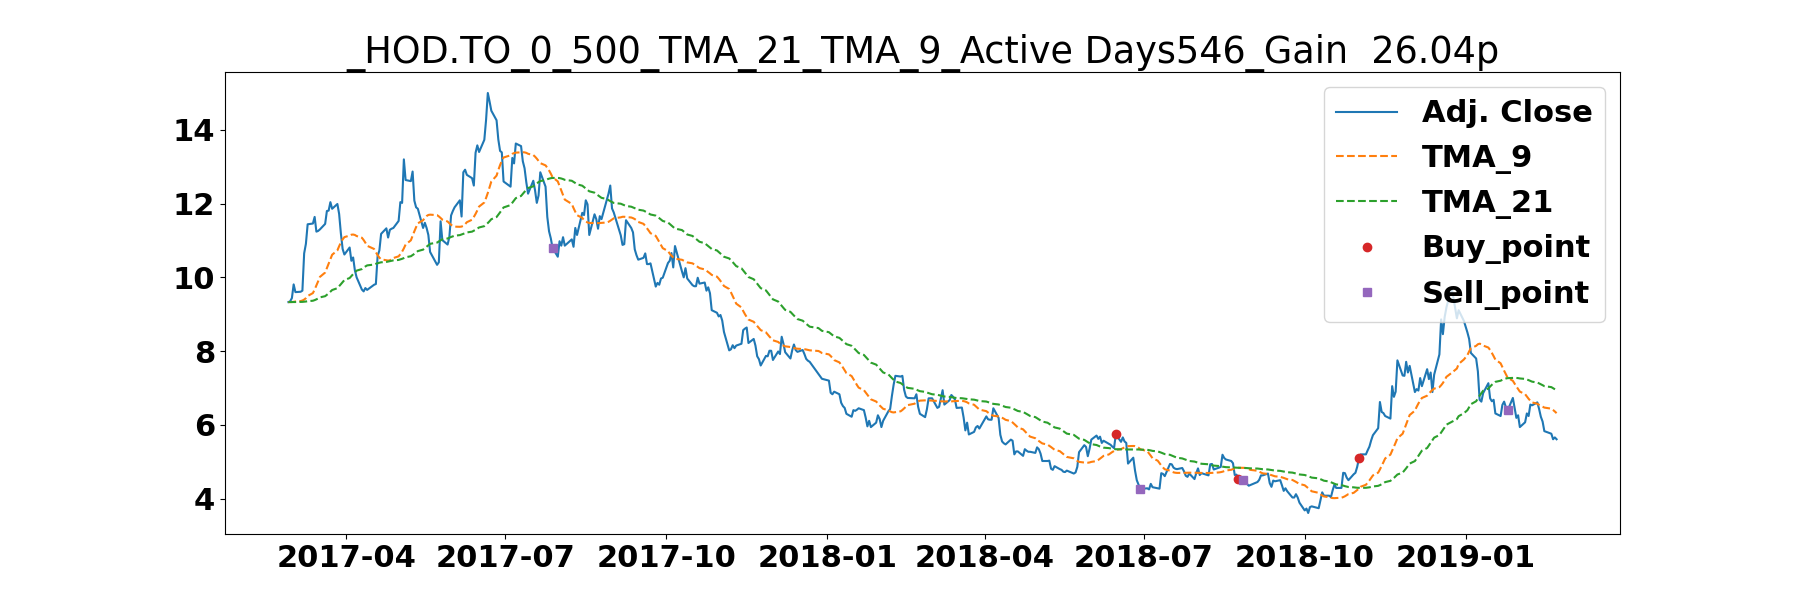 _HOD.TO_0_500_TMA_21_TMA_9_Active Days546_Gain  26.04p
Adj. Close
TMA_9
TMA_21
Buy_point
Sell_point
14
12
10
8
6
4
2017-04 2017-07 2017-10 2018-01 2018-04 2018-07 2018-10 2019-01